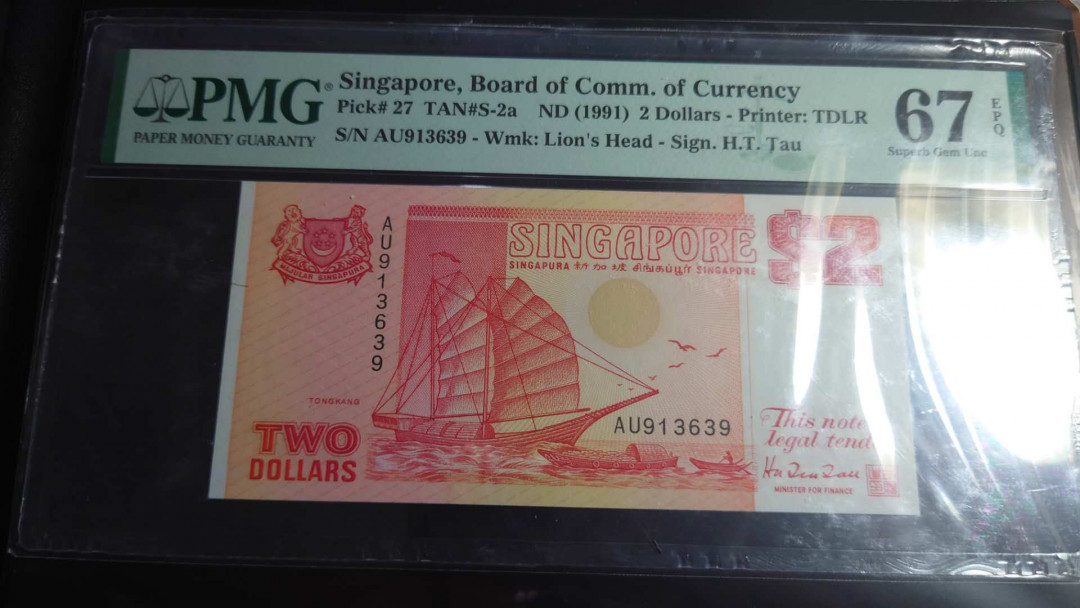 PMG®
PAPER MONEY GUARANTY
Singapore, Board of Comm. of Currency
Pick# 27 TAN#S-2a ND (1991) 2 Dollars - Printer: TDLR
S/N AU913639 - Wmk: Lion's Head - Sign. H.T. Tau
67
EPQ
Superb Gem Unc
MAJULAH SINGAPURA
AU913639
SINGAPORE
SINGAPURA 新加坡 சிங்கப்பூர் SINGAPORE
$2
TONGKANG
TWO
DOLLARS
AU913639
This note
legal tend
MINISTER FOR FINANCE